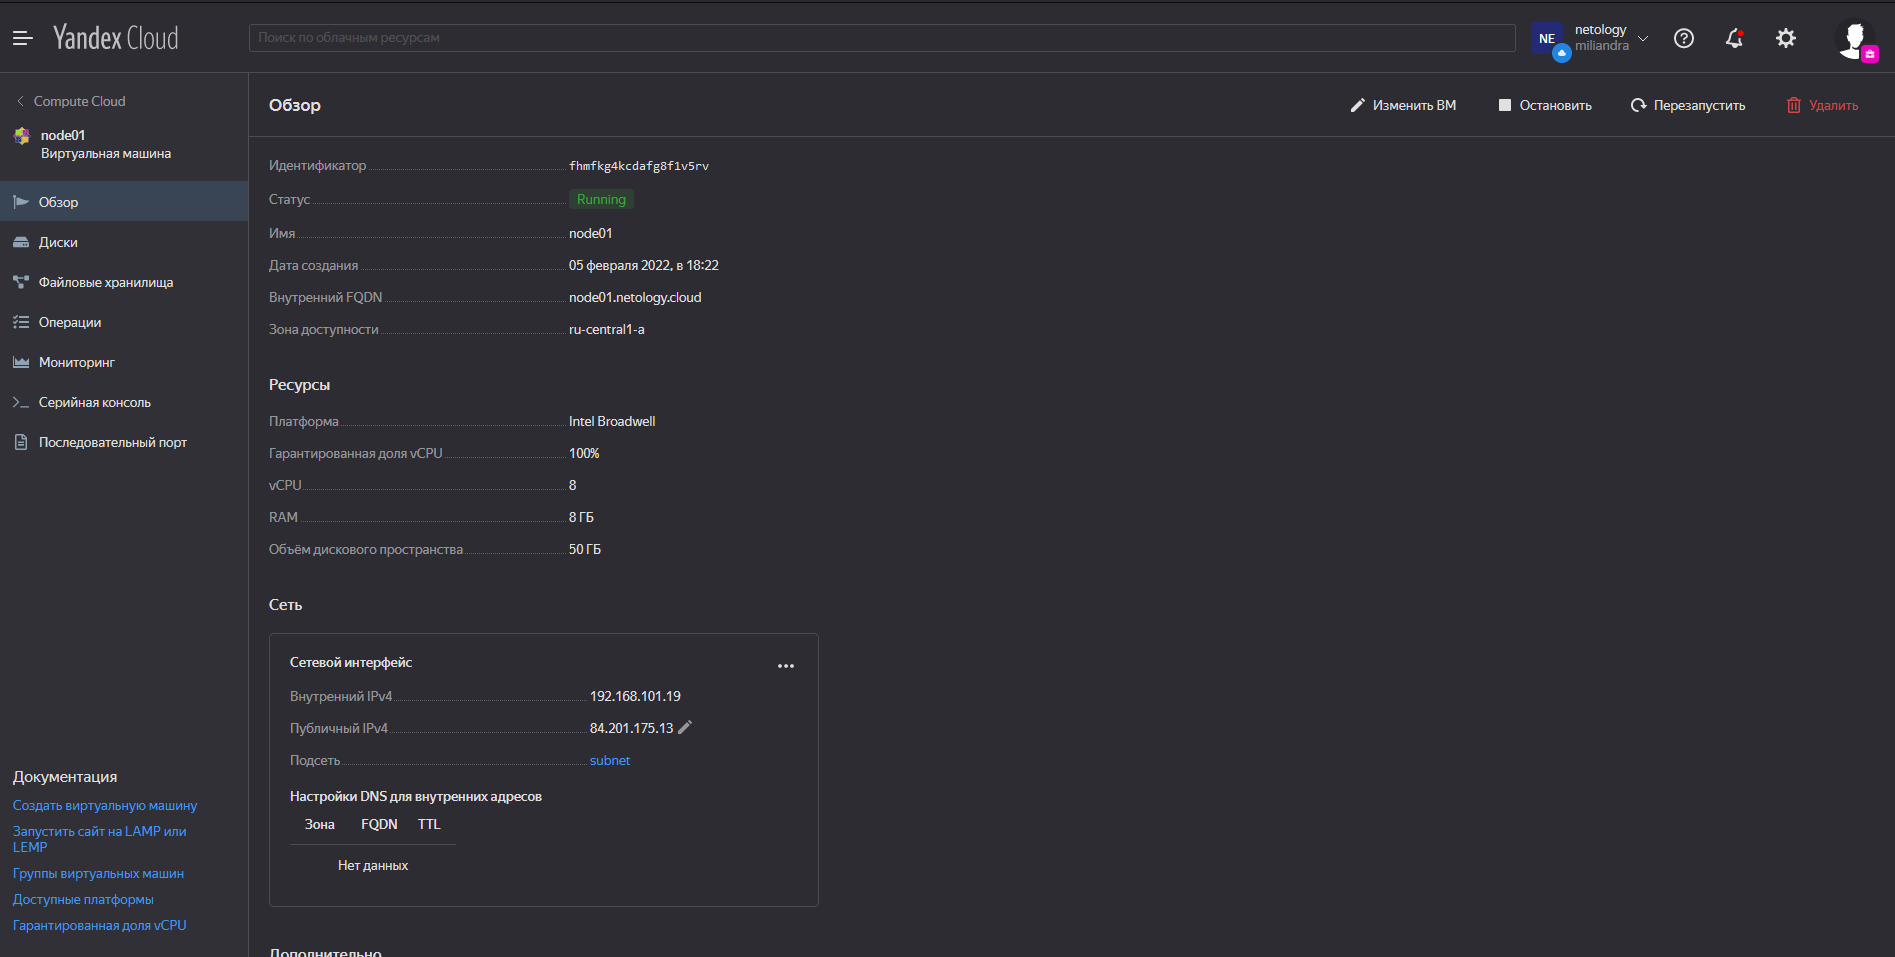 Yandex Cloud
Поиск по облачным ресурсам
NE
netology
miliandra
Compute Cloud
node01
Виртуальная машина
Обзор
Диски
Файловые хранилища
Операции
Мониторинг
Серийная консоль
Последовательный порт
Документация
Создать виртуальную машину
Запустить сайт на LAMP или
LEMP
Группы виртуальных машин
Доступные платформы
Гарантированная доля vCPU
Обзор
Изменить ВМ
Остановить
Перезапустить
Удалить
Идентификатор fhmfkg4kcdafg8f1v5rv
Статус Running
Имя node01
Дата создания 05 февраля 2022, в 18:22
Внутренний FQDN node01.netology.cloud
Зона доступности ru-central1-a
Ресурсы
Платформа Intel Broadwell
Гарантированная доля vCPU 100%
vCPU 8
RAM 8 ГБ
Объём дискового пространства 50 ГБ
Сеть
Сетевой интерфейс
Внутренний IPv4 192.168.101.19
Публичный IPv4 84.201.175.13
Подсеть subnet
Настройки DNS для внутренних адресов
Зона FQDN TTL
Нет данных
Дополнительно